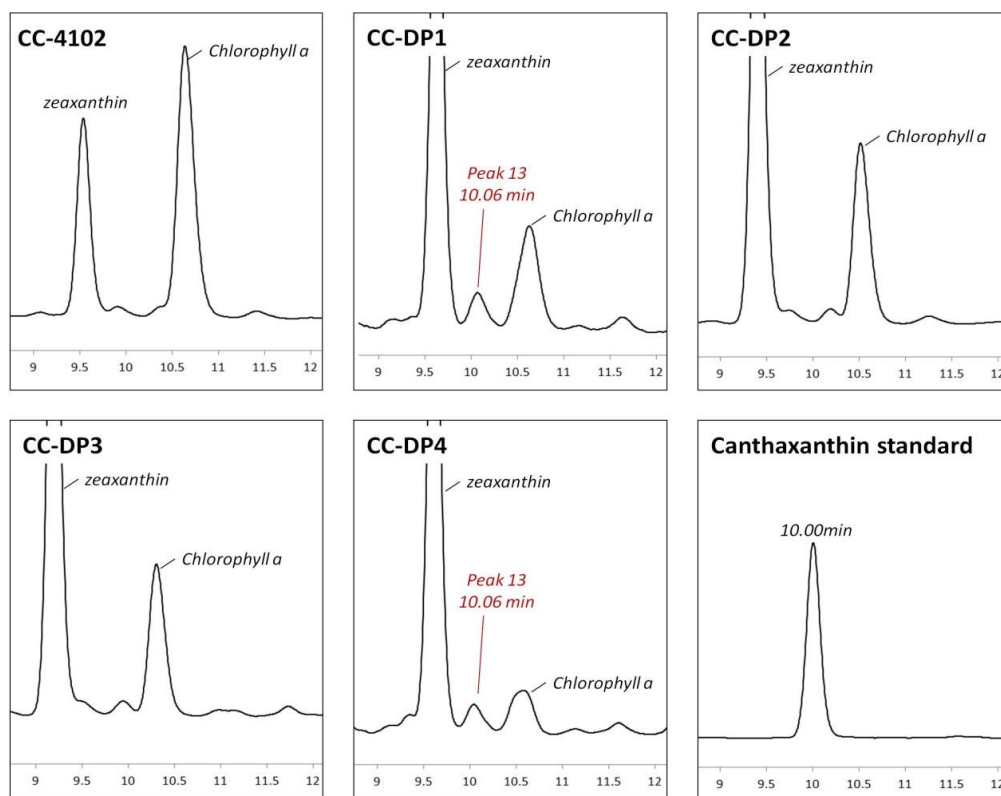 CC-4102
zeaxanthin
Chlorophyll a
9 9.5 10 10.5 11 11.5 12
CC-DP1
zeaxanthin
Peak 13
10.06 min
Chlorophyll a
9 9.5 10 10.5 11 11.5 12
CC-DP2
zeaxanthin
Chlorophyll a
9 9.5 10 10.5 11 11.5 12
CC-DP3
zeaxanthin
Chlorophyll a
9 9.5 10 10.5 11 11.5 12
CC-DP4
zeaxanthin
Peak 13
10.06 min
Chlorophyll a
9 9.5 10 10.5 11 11.5 12
Canthaxanthin standard
10.00min
9 9.5 10 10.5 11 11.5 12